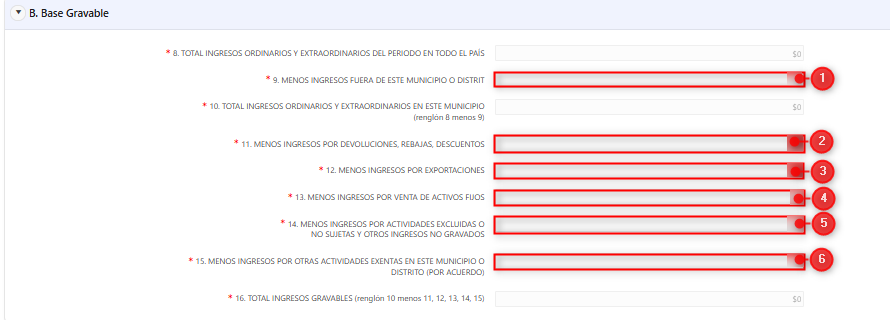 B. Base Gravable
* 8. TOTAL INGRESOS ORDINARIOS Y EXTRAORDINARIOS DEL PERIODO EN TODO EL PAÍS $0
* 9. MENOS INGRESOS FUERA DE ESTE MUNICIPIO O DISTRIT 1
* 10. TOTAL INGRESOS ORDINARIOS Y EXTRAORDINARIOS EN ESTE MUNICIPIO $0
(renglón 8 menos 9)
* 11. MENOS INGRESOS POR DEVOLUCIONES, REBAJAS, DESCUENTOS 2
* 12. MENOS INGRESOS POR EXPORTACIONES 3
* 13. MENOS INGRESOS POR VENTA DE ACTIVOS FIJOS 4
* 14. MENOS INGRESOS POR ACTIVIDADES EXCLUIDAS O 5
NO SUJETAS Y OTROS INGRESOS NO GRAVADOS
* 15. MENOS INGRESOS POR OTRAS ACTIVIDADES EXENTAS EN ESTE MUNICIPIO O 6
DISTRITO (POR ACUERDO)
* 16. TOTAL INGRESOS GRAVABLES (renglón 10 menos 11, 12, 13, 14, 15) $0